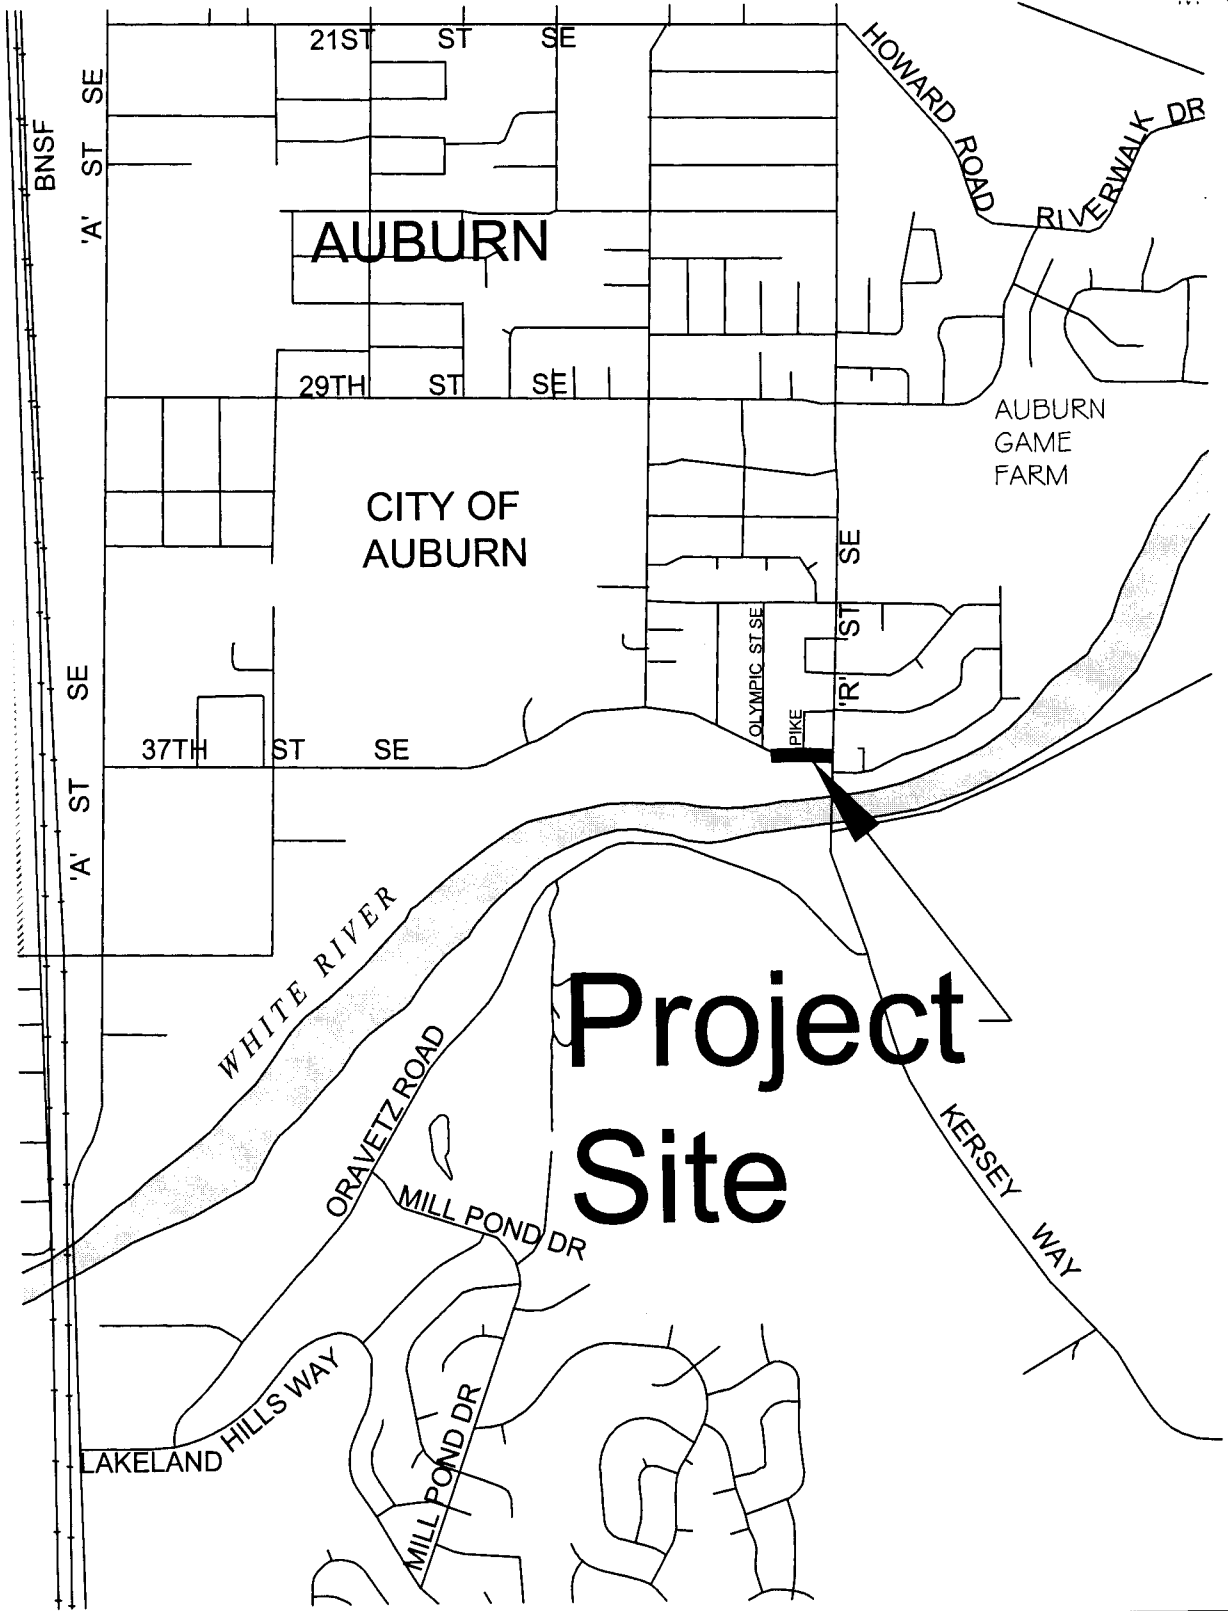 21ST ST SE
HOWARD ROAD
RIVERWALK DR
BNSF
'A' ST SE
AUBURN
29TH ST SE
AUBURN
GAME
FARM
CITY OF
AUBURN
'R' ST SE
OLYMPIC ST SE
PIKE
'A' ST SE
37TH ST SE
WHITE RIVER
Project
Site
ORAVETZ ROAD
KERSEY WAY
MILL POND DR
LAKELAND HILLS WAY
MILL POND DR